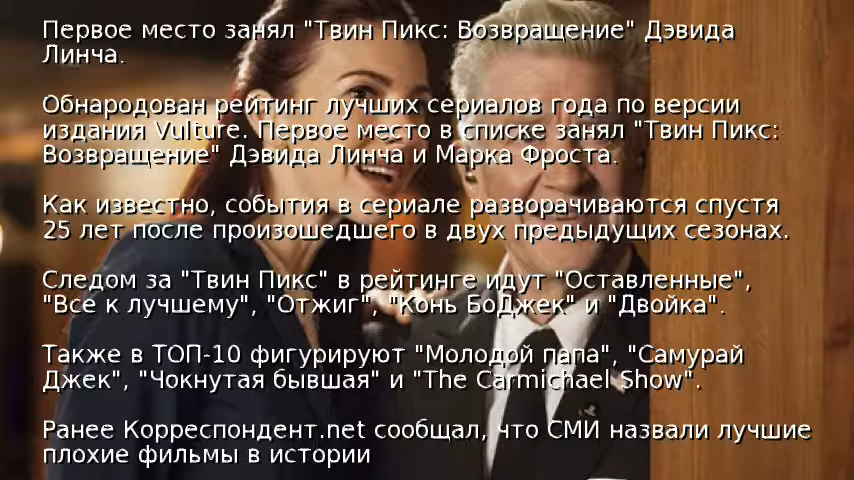 Первое место занял "Твин Пикс: Возвращение" Дэвида
Линча.
Обнародован рейтинг лучших сериалов года по версии
издания Vulture. Первое место в списке занял "Твин Пикс:
Возвращение" Дэвида Линча и Марка Фроста.
Как известно, события в сериале разворачиваются спустя
25 лет после произошедшего в двух предыдущих сезонах.
Следом за "Твин Пикс" в рейтинге идут "Оставленные",
"Все к лучшему", "Отжиг", "Конь БоДжек" и "Двойка".
Также в ТОП-10 фигурируют "Молодой папа", "Самурай
Джек", "Чокнутая бывшая" и "The Carmichael Show".
Ранее Корреспондент.net сообщал, что СМИ назвали лучшие
плохие фильмы в истории